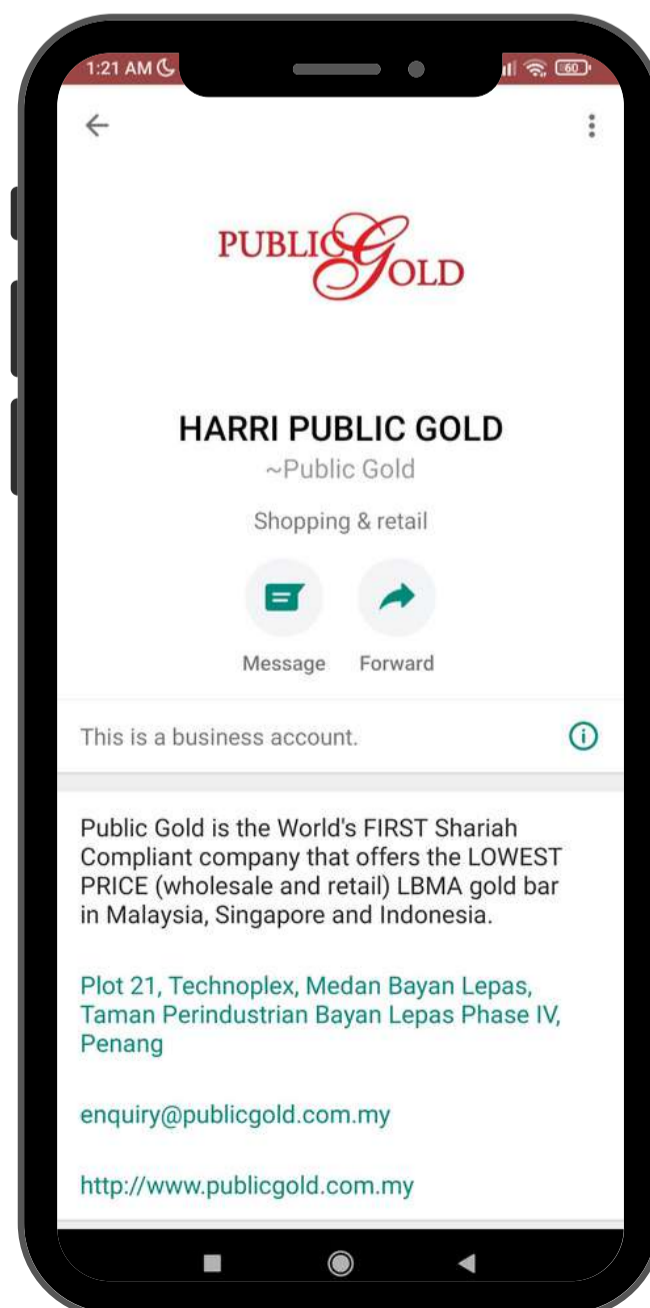 1:21 AM
60
PUBLIC GOLD
HARRI PUBLIC GOLD
~Public Gold
Shopping & retail
Message Forward
This is a business account.
Public Gold is the World's FIRST Shariah
Compliant company that offers the LOWEST
PRICE (wholesale and retail) LBMA gold bar
in Malaysia, Singapore and Indonesia.
Plot 21, Technoplex, Medan Bayan Lepas,
Taman Perindustrian Bayan Lepas Phase IV,
Penang
enquiry@publicgold.com.my
http://www.publicgold.com.my